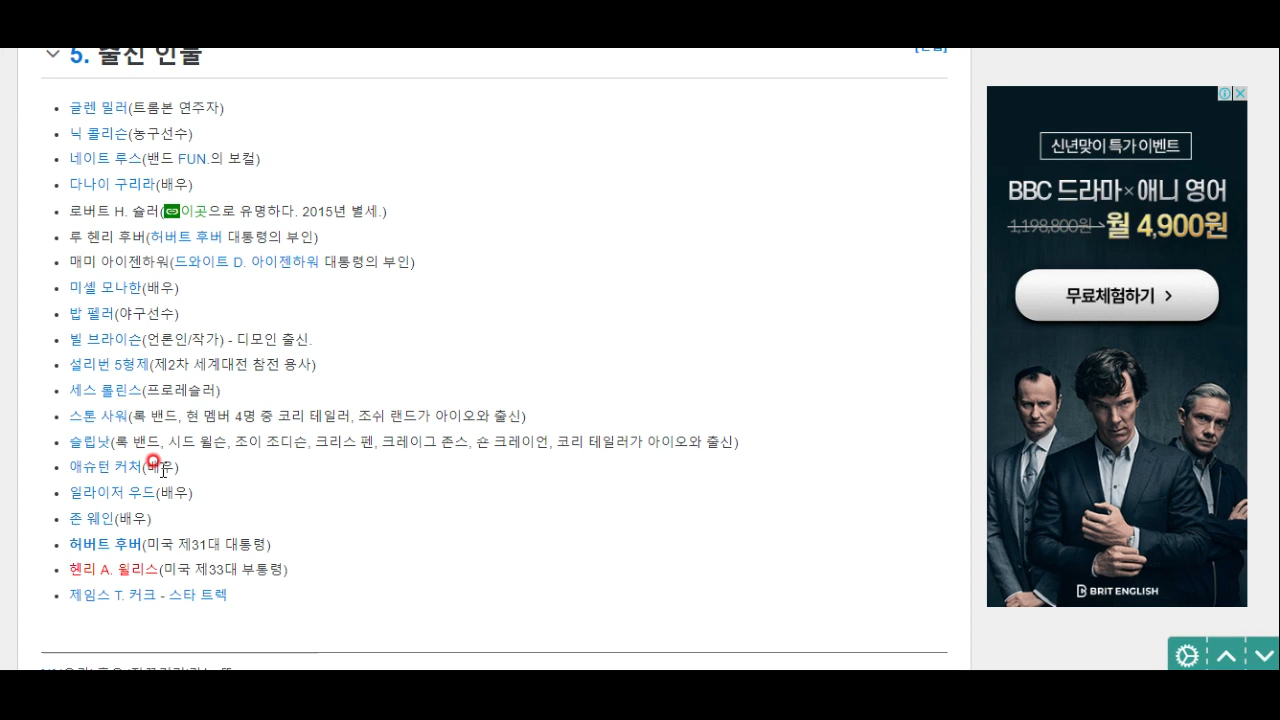 5. 출신 인물
[편집]
글렌 밀러(트롬본 연주자)
닉 콜리슨(농구선수)
네이트 루스(밴드 FUN.의 보컬)
다나이 구리라(배우)
로버트 H. 슐러(이곳으로 유명하다. 2015년 별세.)
루 헨리 후버(허버트 후버 대통령의 부인)
매미 아이젠하워(드와이트 D. 아이젠하워 대통령의 부인)
미셸 모나한(배우)
밥 펠러(야구선수)
빌 브라이슨(언론인/작가) - 디모인 출신.
설리번 5형제(제2차 세계대전 참전 용사)
세스 롤린스(프로레슬러)
스톤 사워(록 밴드, 현 멤버 4명 중 코리 테일러, 조쉬 랜드가 아이오와 출신)
슬립낫(록 밴드, 시드 윌슨, 조이 조디슨, 크리스 펜, 크레이그 존스, 숀 크레이언, 코리 테일러가 아이오와 출신)
애슈턴 커처(배우)
일라이저 우드(배우)
존 웨인(배우)
허버트 후버(미국 제31대 대통령)
헨리 A. 월리스(미국 제33대 부통령)
제임스 T. 커크 - 스타 트렉
신년맞이 특가 이벤트
BBC 드라마×애니 영어
1,198,800원 > 월 4,900원
무료체험하기 >
BRIT ENGLISH